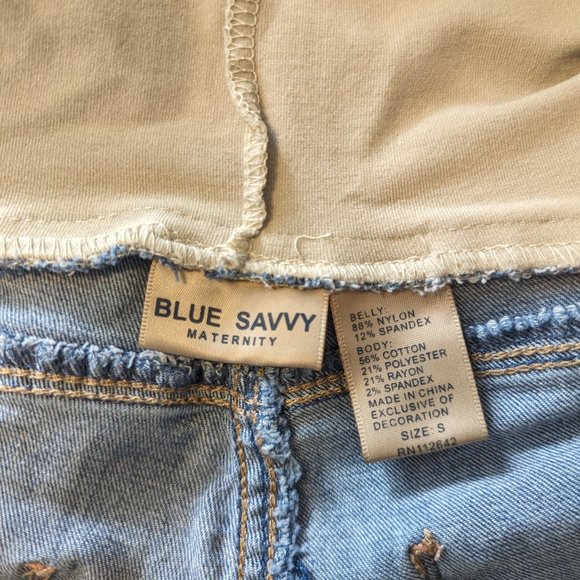 BLUE SAVVY
MATERNITY
BELLY:
88% NYLON
12% SPANDEX
BODY:
56% COTTON
21% POLYESTER
21% RAYON
2% SPANDEX
MADE IN CHINA
EXCLUSIVE OF
DECORATION
SIZE S
RN112642